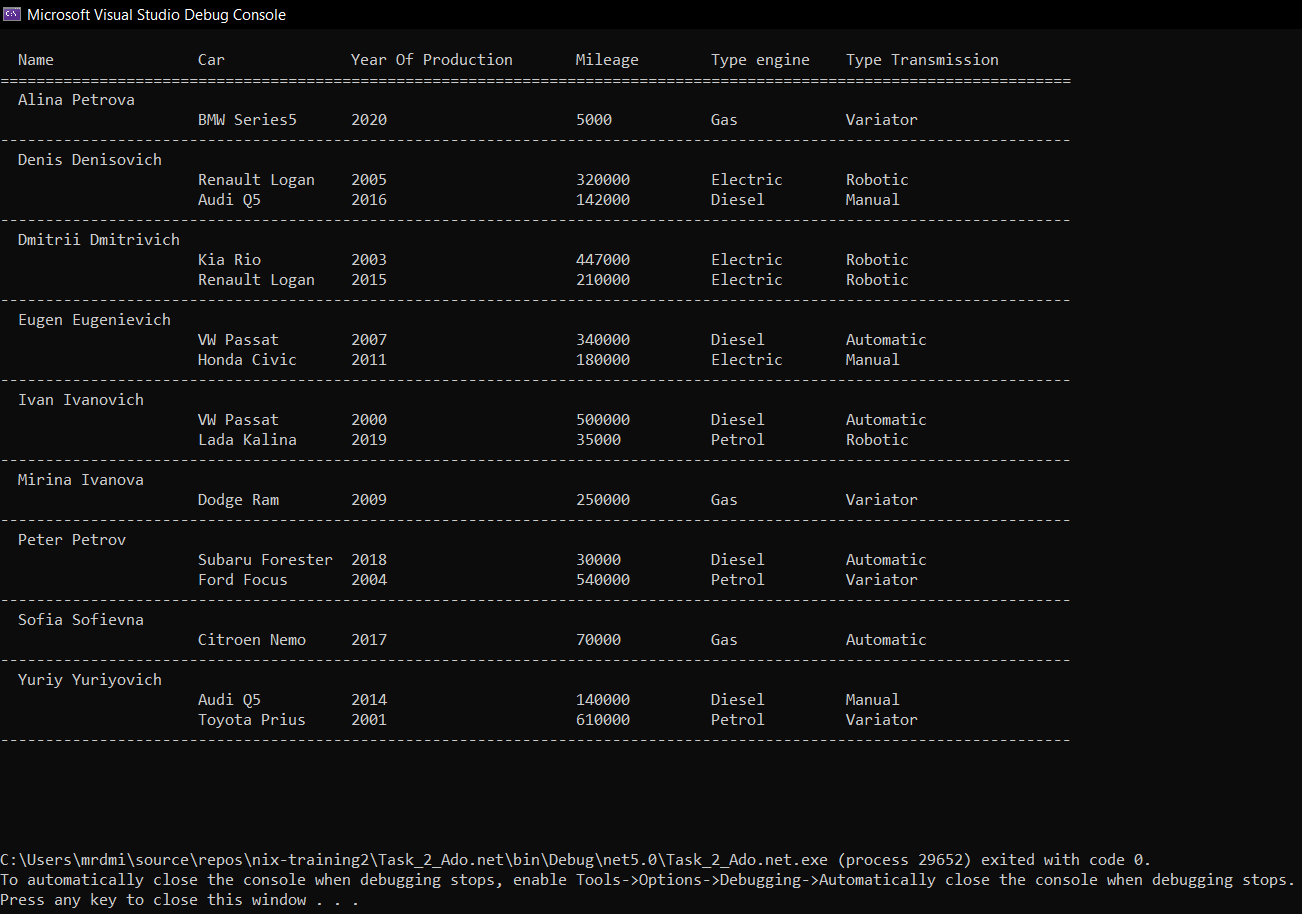 Microsoft Visual Studio Debug Console
Name Car Year Of Production Mileage Type engine Type Transmission
=======================================================================================================================
Alina Petrova
BMW Series5 2020 5000 Gas Variator
-----------------------------------------------------------------------------------------------------------------------
Denis Denisovich
Renault Logan 2005 320000 Electric Robotic
Audi Q5 2016 142000 Diesel Manual
-----------------------------------------------------------------------------------------------------------------------
Dmitrii Dmitrivich
Kia Rio 2003 447000 Electric Robotic
Renault Logan 2015 210000 Electric Robotic
-----------------------------------------------------------------------------------------------------------------------
Eugen Eugenievich
VW Passat 2007 340000 Diesel Automatic
Honda Civic 2011 180000 Electric Manual
-----------------------------------------------------------------------------------------------------------------------
Ivan Ivanovich
VW Passat 2000 500000 Diesel Automatic
Lada Kalina 2019 35000 Petrol Robotic
-----------------------------------------------------------------------------------------------------------------------
Mirina Ivanova
Dodge Ram 2009 250000 Gas Variator
-----------------------------------------------------------------------------------------------------------------------
Peter Petrov
Subaru Forester 2018 30000 Diesel Automatic
Ford Focus 2004 540000 Petrol Variator
-----------------------------------------------------------------------------------------------------------------------
Sofia Sofievna
Citroen Nemo 2017 70000 Gas Automatic
-----------------------------------------------------------------------------------------------------------------------
Yuriy Yuriyovich
Audi Q5 2014 140000 Diesel Manual
Toyota Prius 2001 610000 Petrol Variator
-----------------------------------------------------------------------------------------------------------------------
C:\Users\mrdmi\source\repos\nix-training2\Task_2_Ado.net\bin\Debug\net5.0\Task_2_Ado.net.exe (process 29652) exited with code 0.
To automatically close the console when debugging stops, enable Tools->Options->Debugging->Automatically close the console when debugging stops.
Press any key to close this window . . .